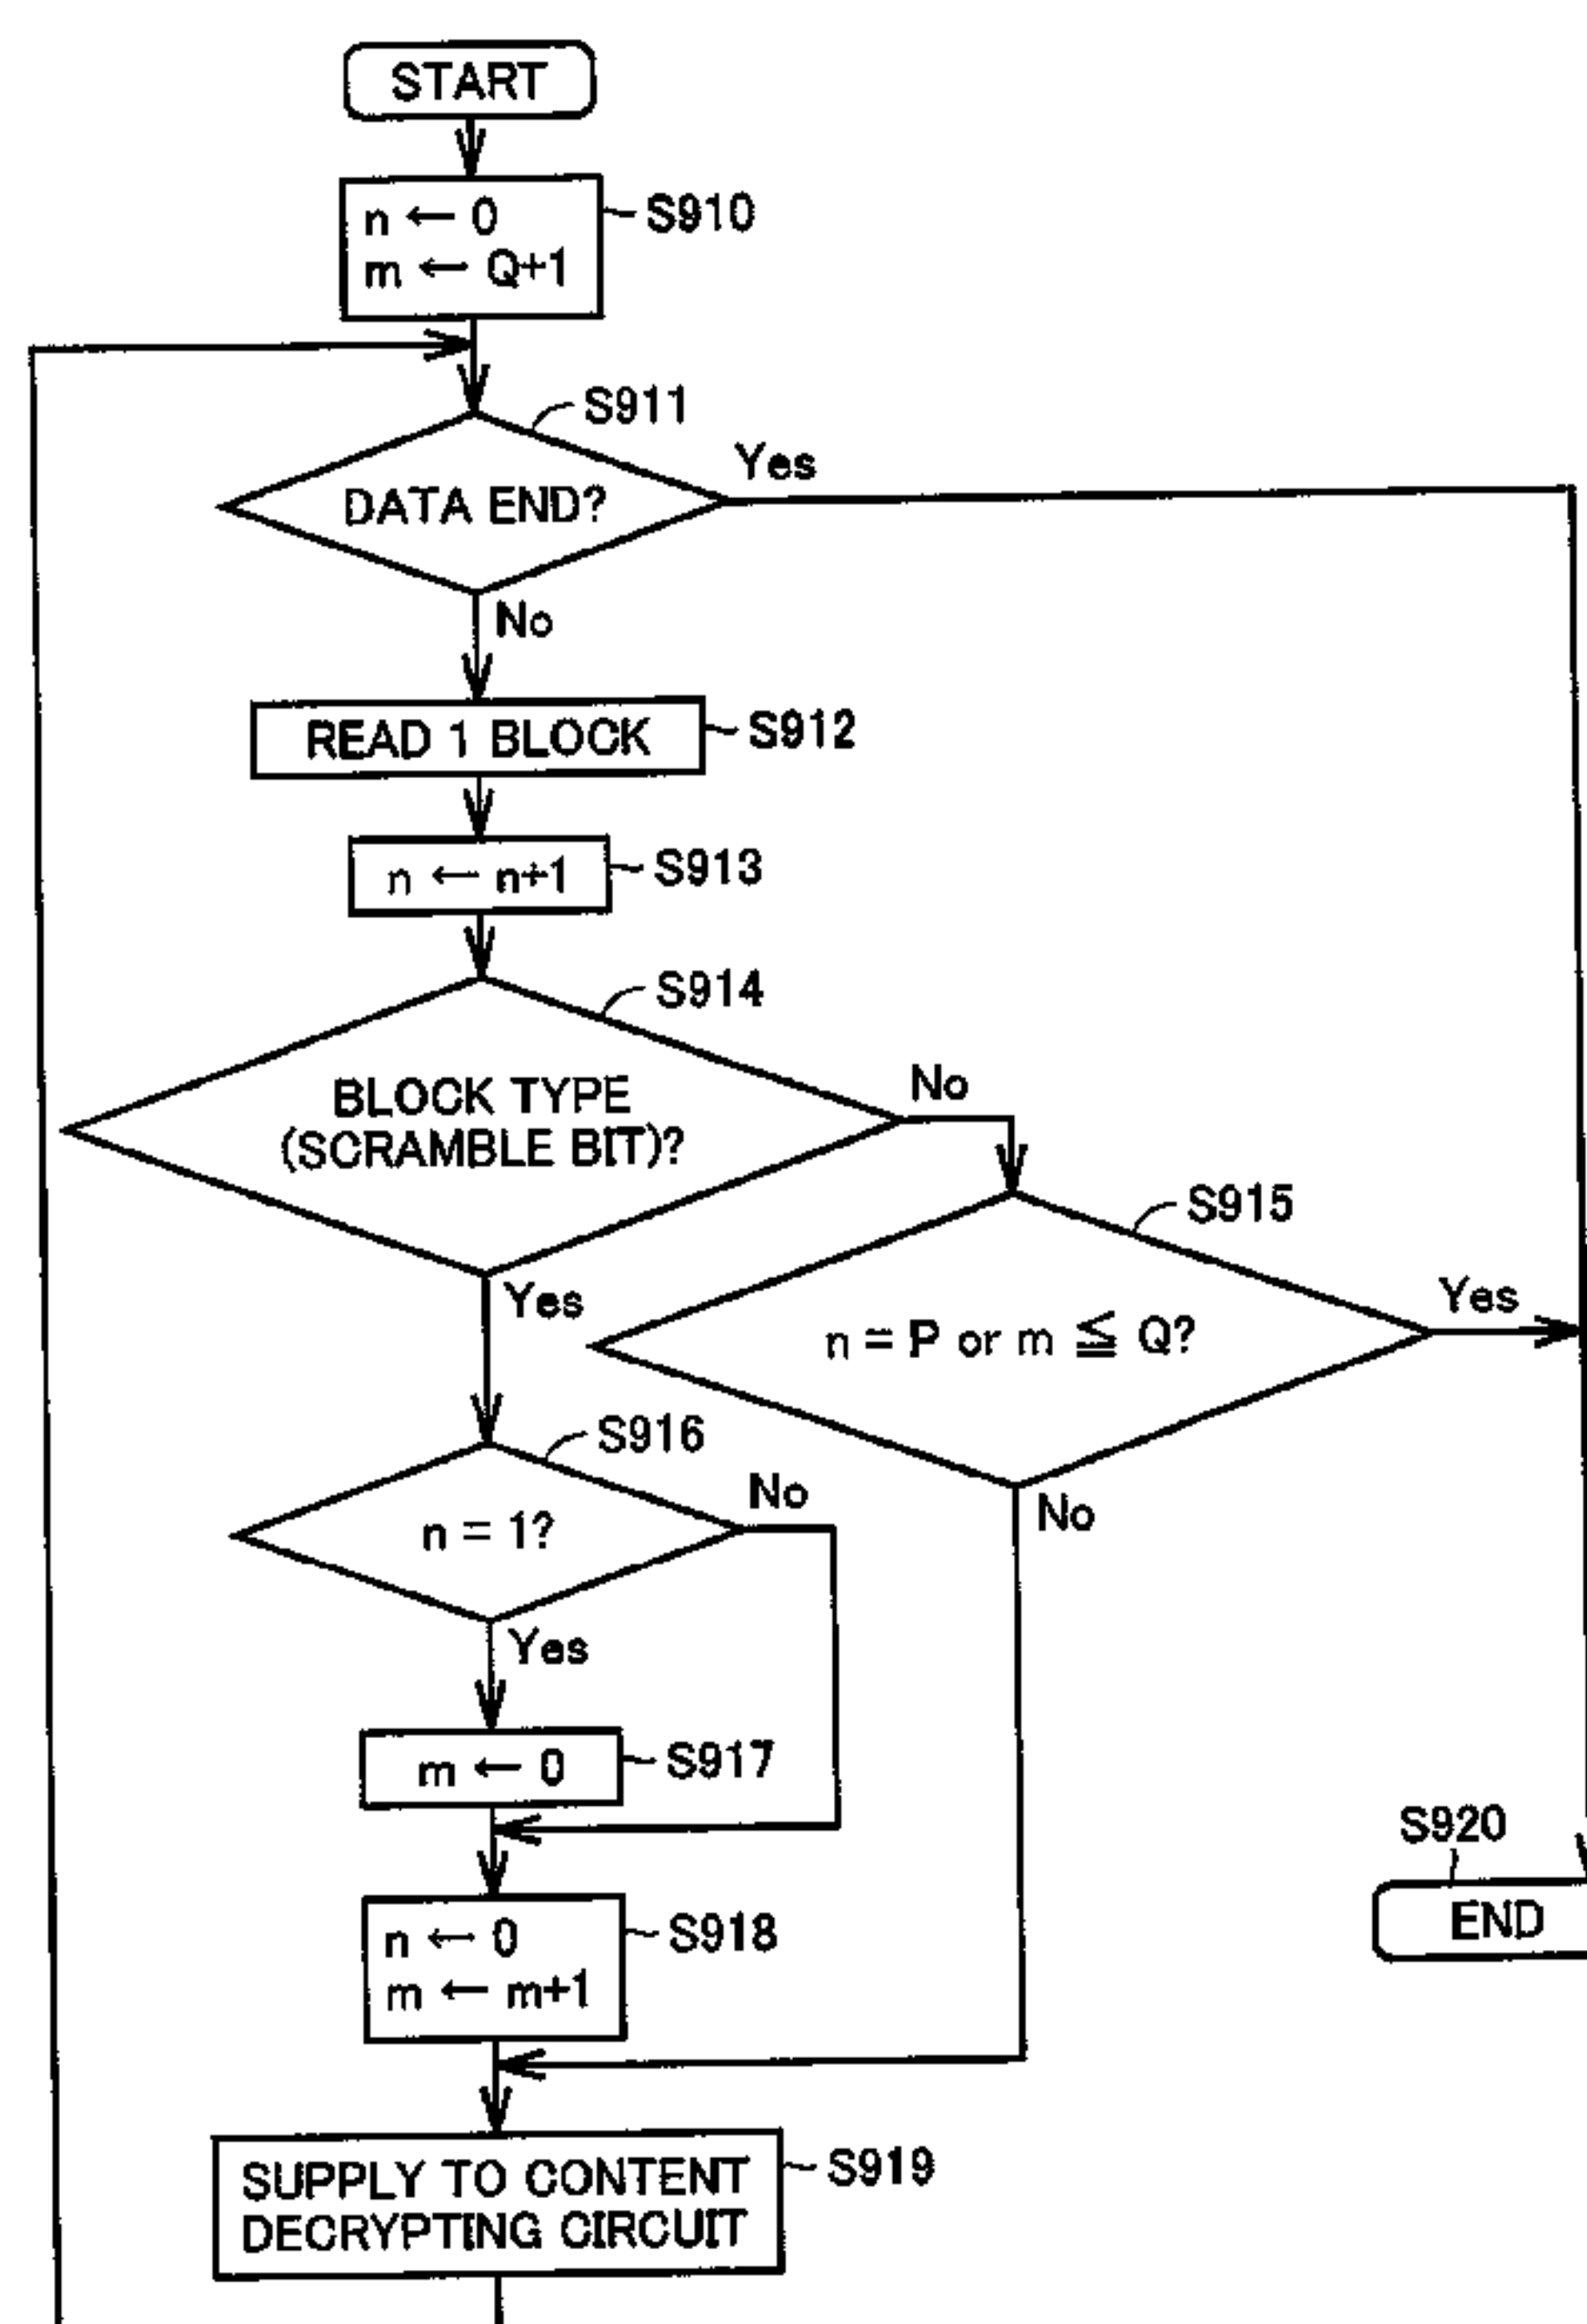 START
n ← 0
m ← Q+1
S910
S911
DATA END?
Yes
No
READ 1 BLOCK
S912
n ← n+1
S913
S914
BLOCK TYPE
(SCRAMBLE BIT)?
No
Yes
S915
n = P or m ≦ Q?
Yes
No
S916
n = 1?
No
Yes
m ← 0
S917
n ← 0
m ← m+1
S918
S920
END
SUPPLY TO CONTENT
DECRYPTING CIRCUIT
S919